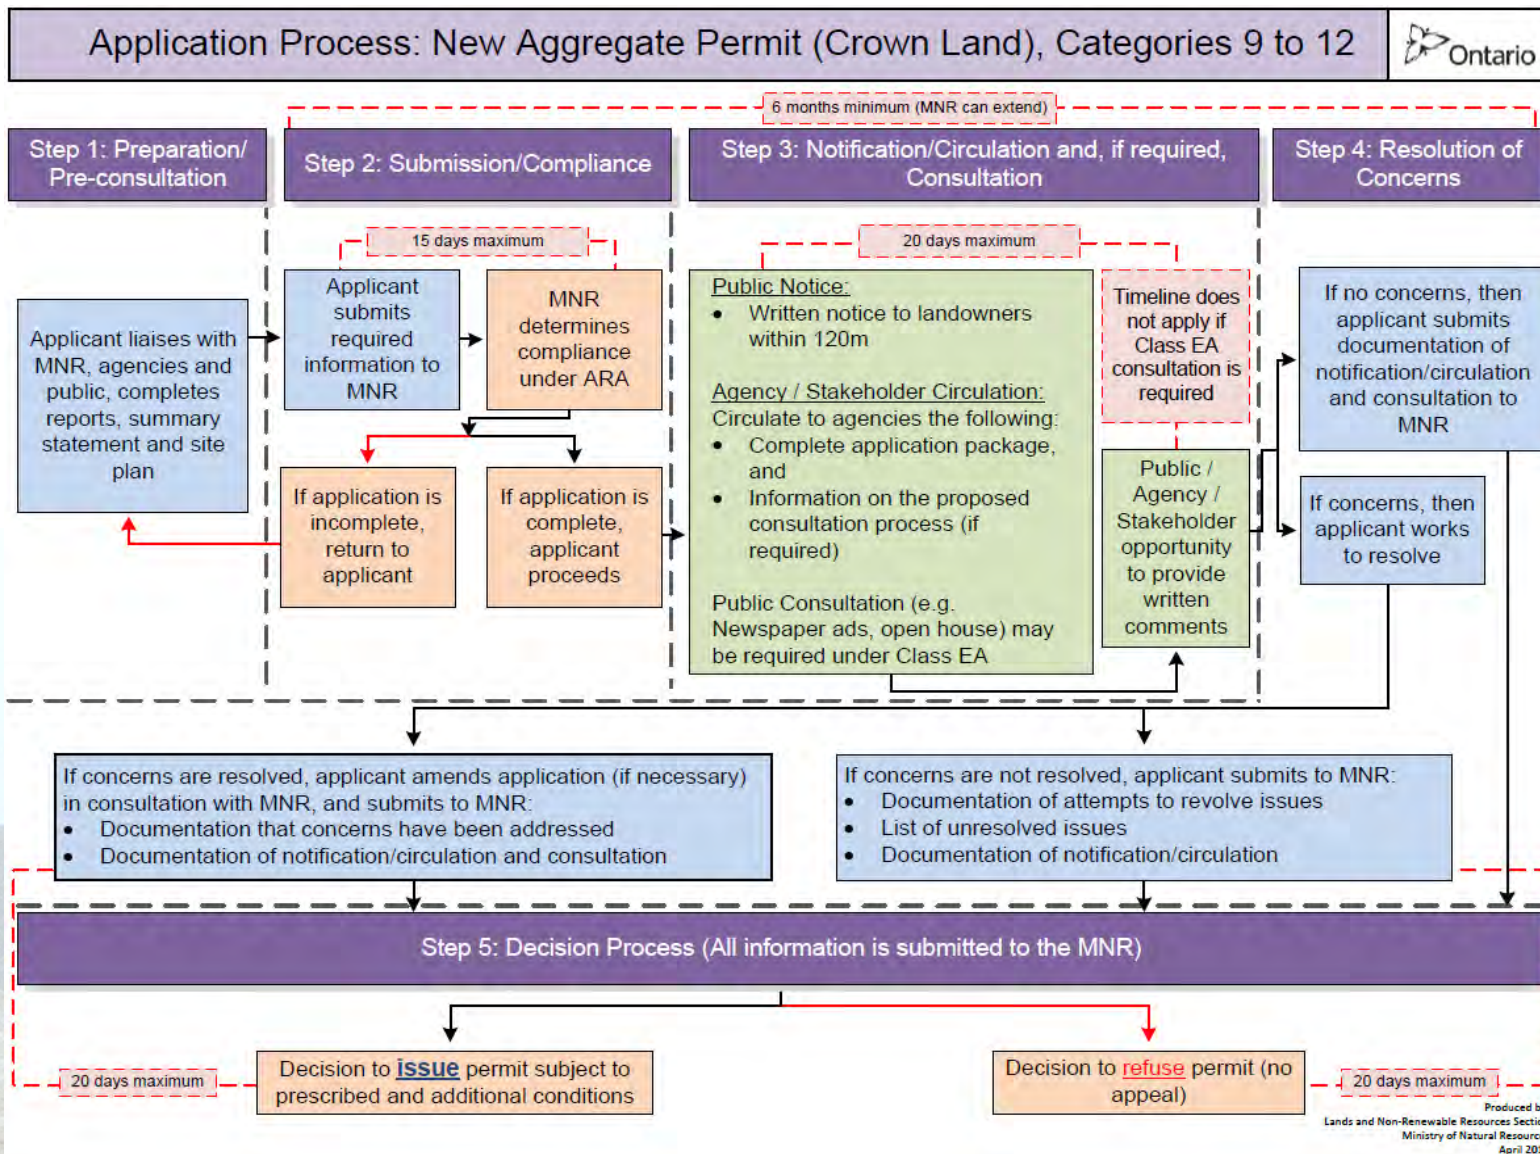 Application Process: New Aggregate Permit (Crown Land), Categories 9 to 12
Ontario
6 months minimum (MNR can extend)
Step 1: Preparation/
Pre-consultation
Step 2: Submission/Compliance
Step 3: Notification/Circulation and, if required,
Consultation
Step 4: Resolution of
Concerns
Applicant liaises with
MNR, agencies and
public, completes
reports, summary
statement and site
plan
15 days maximum
Applicant
submits
required
information to
MNR
MNR
determines
compliance
under ARA
If application is
incomplete,
return to
applicant
If application is
complete,
applicant
proceeds
20 days maximum
Public Notice:
• Written notice to landowners
within 120m
Agency / Stakeholder Circulation:
Circulate to agencies the following:
• Complete application package,
and
• Information on the proposed
consultation process (if
required)
Public Consultation (e.g.
Newspaper ads, open house) may
be required under Class EA
Timeline does
not apply if
Class EA
consultation is
required
Public /
Agency /
Stakeholder
opportunity
to provide
written
comments
If no concerns, then
applicant submits
documentation of
notification/circulation
and consultation to
MNR
If concerns, then
applicant works
to resolve
If concerns are resolved, applicant amends application (if necessary)
in consultation with MNR, and submits to MNR:
• Documentation that concerns have been addressed
• Documentation of notification/circulation and consultation
If concerns are not resolved, applicant submits to MNR:
• Documentation of attempts to revolve issues
• List of unresolved issues
• Documentation of notification/circulation
Step 5: Decision Process (All information is submitted to the MNR)
20 days maximum
Decision to issue permit subject to
prescribed and additional conditions
Decision to refuse permit (no
appeal)
20 days maximum
Produced
Lands and Non-Renewable Resources
Ministry of Natural
April